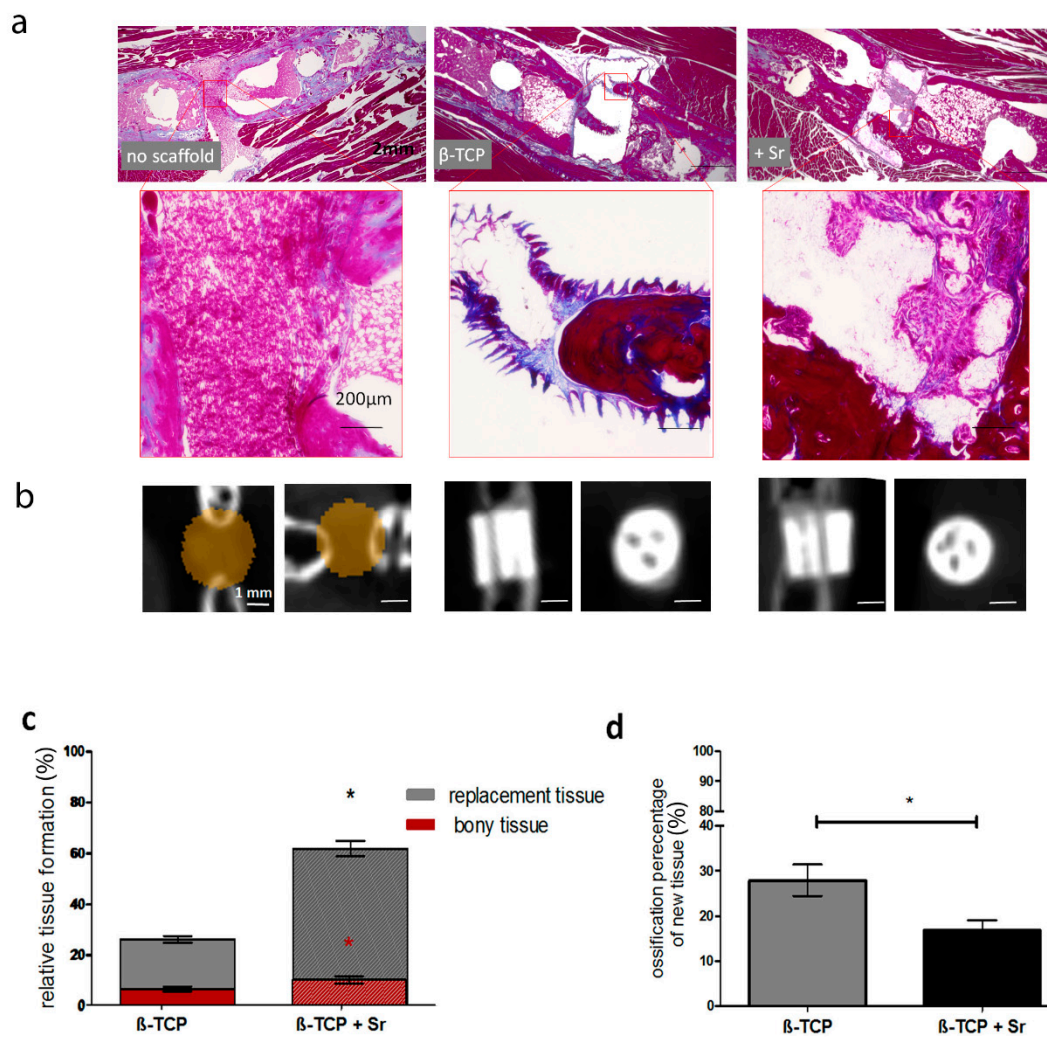 a
no scaffold
2mm
β-TCP
+ Sr
200µm
b
1 mm
c
relative tissue formation (%)
100
80
60
40
20
0
*
*
replacement tissue
bony tissue
ß-TCP
ß-TCP + Sr
d
ossification perecentage
of new tissue (%)
100
90
80
40
30
20
10
0
*
ß-TCP
ß-TCP + Sr